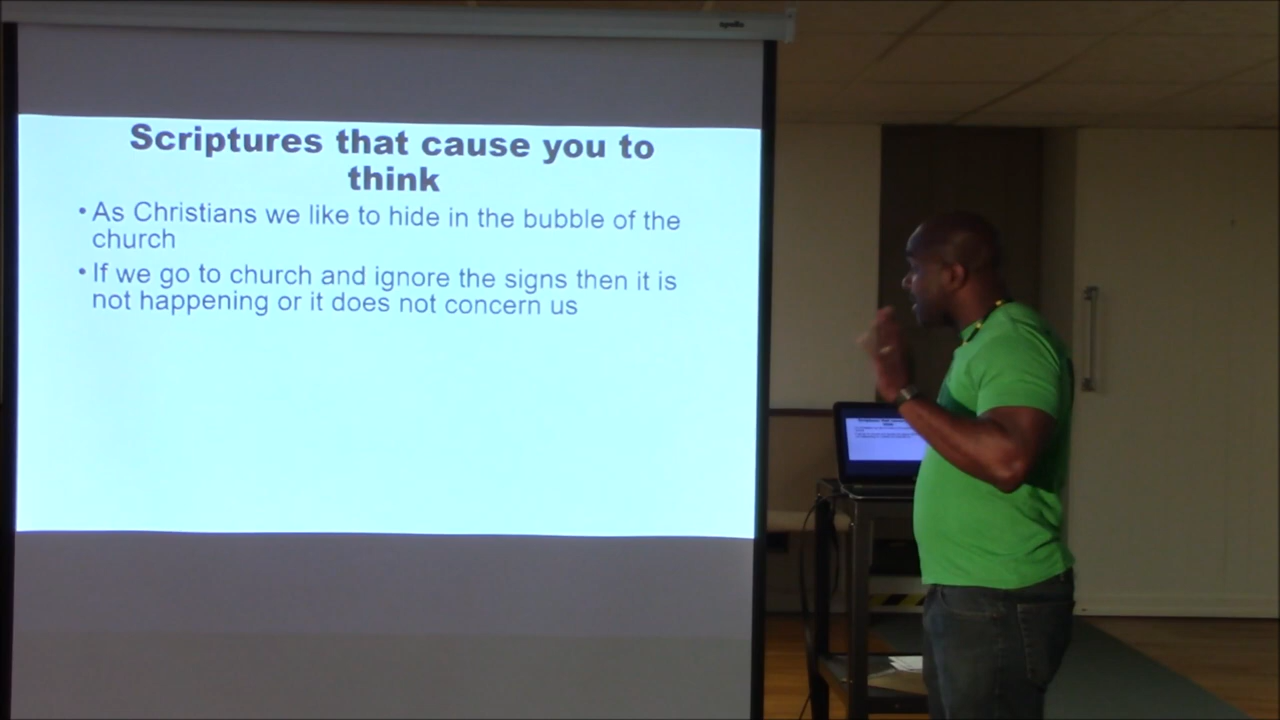 apollo
Scriptures that cause you to
think
• As Christians we like to hide in the bubble of the
church
• If we go to church and ignore the signs then it is
not happening or it does not concern us